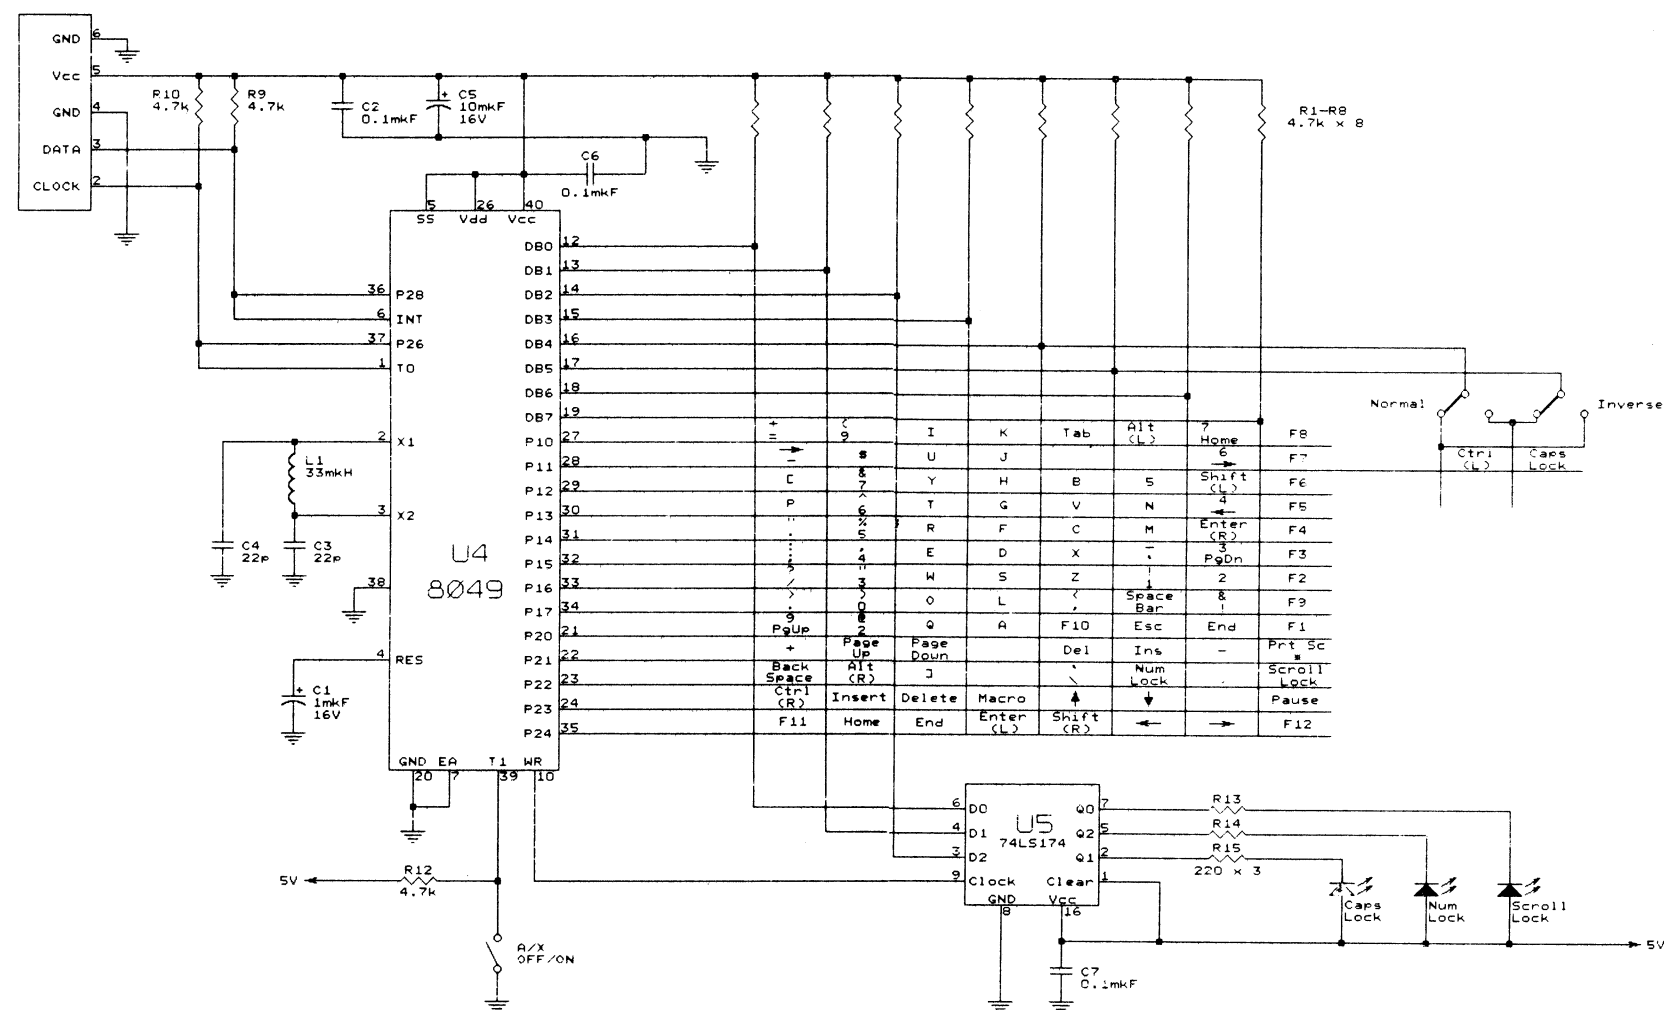 GND 6
Vcc 5
GND 4
DATA 3
CLOCK 2
R10
4.7k
R9
4.7k
C2
0.1mkF
+ C5
10mkF
16V
C6
0.1mkF
R1-R8
4.7k x 8
5 26 40
SS Vdd Vcc
DB0 12
DB1 13
DB2 14
DB3 15
DB4 16
DB5 17
DB6 18
DB7 19
P10 27
P11 28
P12 29
P13 30
P14 31
P15 32
P16 33
P17 34
P20 21
P21 22
P22 23
P23 24
P24 35
36 P28
6 INT
37 P26
1 T0
2 X1
3 X2
38
4 RES
L1
33mkH
C4
22p
C3
22p
U4
8049
+ C1
1mkF
16V
GND EA T1 WR
20 7 39 10
Normal
Inverse
Ctrl
(L)
Caps
Lock
+
=
(
9
I K Tab
Alt
(L)
7
Home
F8
-
U J
6
F7
[
&
7
Y H B 5
Shift
(L)
F6
P
^
6
T G V N
4
F5
"
%
5
R F C M
Enter
(R)
F4
4
E D X
3
PgDn
F3
/
3
W S Z
1
2 F2
0
O L
Space
Bar
&
F9
9
PgUp
@
2
Q A F10 Esc End F1
+
Page
Up
Page
Down
Del Ins -
Prt Sc
Back
Space
Alt
(R)
]
\
Num
Lock
Scroll
Lock
Ctrl
(R)
Insert Delete Macro Pause
F11 Home End
Enter
(L)
Shift
(R)
F12
6 D0
4 D1
3 D2
9 Clock
U5
74LS174
Q0 7
Q2 5
Q1 2
Clear 1
GND Vcc
8 16
R13
R14
R15
220 x 3
5V
R12
4.7k
A/X
OFF/ON
C7
0.1mkF
Caps
Lock
Num
Lock
Scroll
Lock
5V